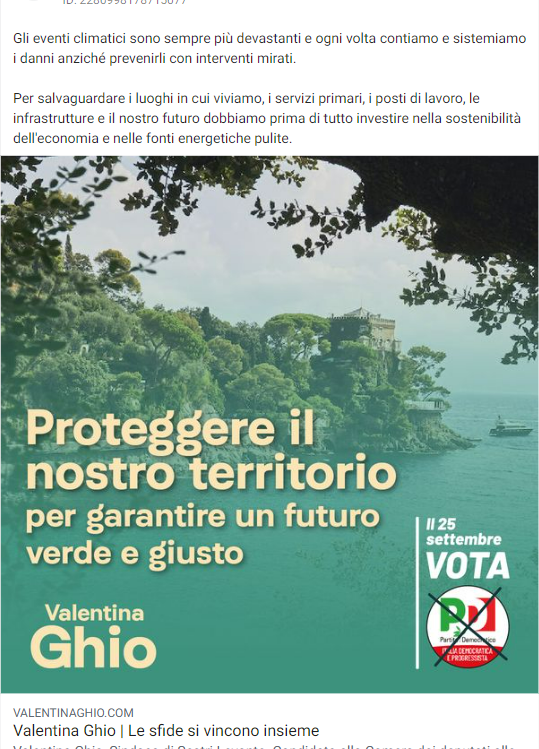 Gli eventi climatici sono sempre più devastanti e ogni volta contiamo e sistemiamo
i danni anziché prevenirli con interventi mirati.
Per salvaguardare i luoghi in cui viviamo, i servizi primari, i posti di lavoro, le
infrastrutture e il nostro futuro dobbiamo prima di tutto investire nella sostenibilità
dell'economia e nelle fonti energetiche pulite.
Proteggere il
nostro territorio
per garantire un futuro
verde e giusto
Il 25
settembre
VOTA
PD
Partito Democratico
ITALIA DEMOCRATICA
E PROGRESSISTA
Valentina
Ghio
VALENTINAGHIO.COM
Valentina Ghio | Le sfide si vincono insieme